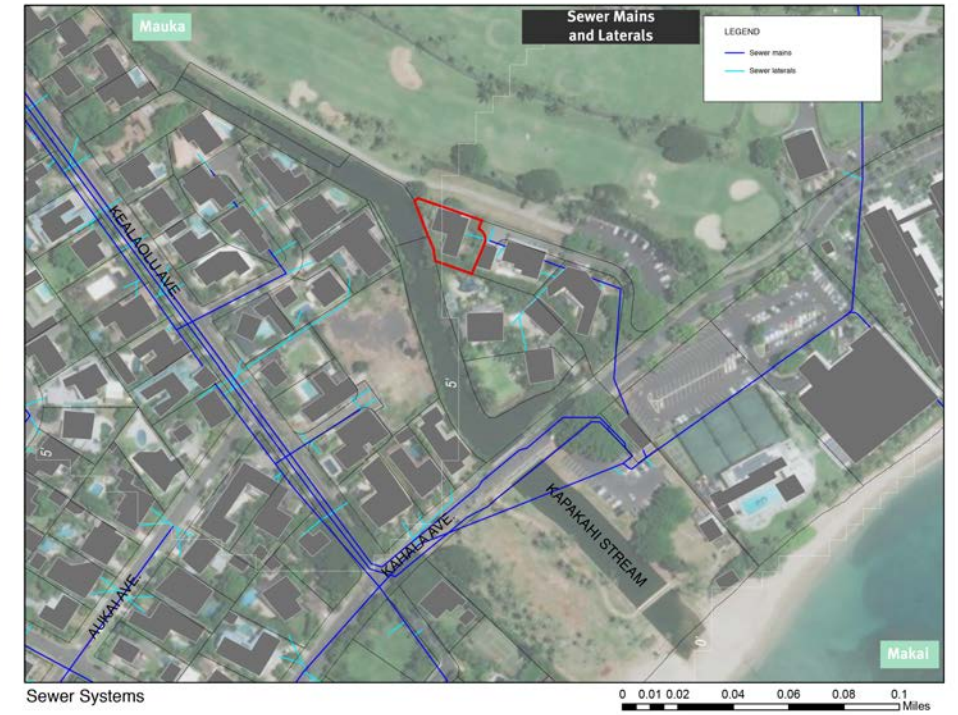 Mauka
Sewer Mains
and Laterals
LEGEND
Sewer mains
Sewer laterals
KEALAOLU AVE.
5'
5'
KAPAKAHI STREAM
KAHALA AVE.
AUKAI AVE.
0'
Makai
Sewer Systems
0 0.01 0.02 0.04 0.06 0.08 0.1
Miles